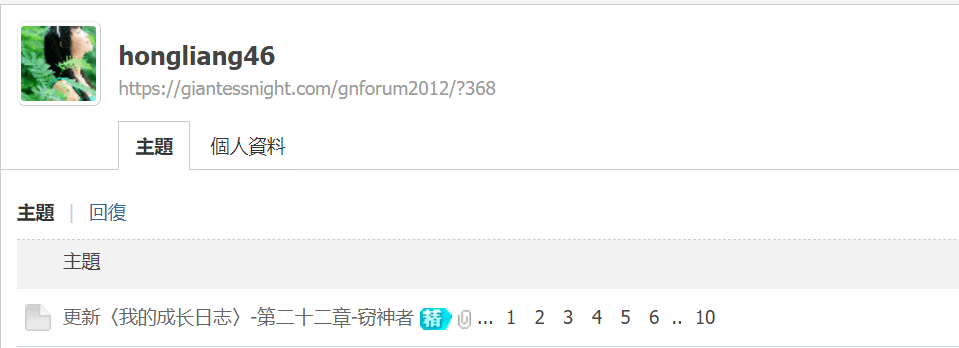 hongliang46
https://giantessnight.com/gnforum2012/?368
主題 個人資料
主題 | 回復
主題
更新〈我的成长日志〉-第二十二章-窃神者 精 ... 1 2 3 4 5 6 .. 10